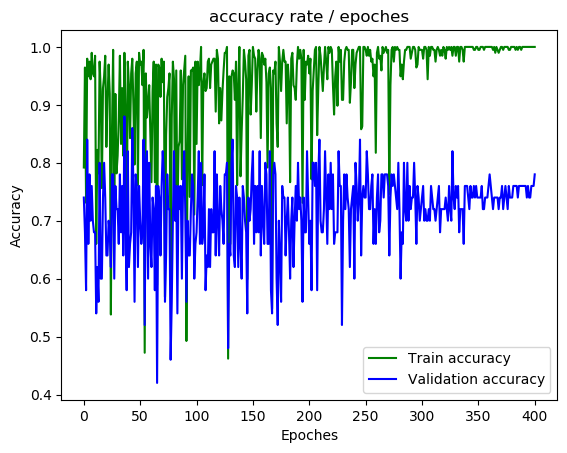 accuracy rate / epoches
1.0
0.9
0.8
0.7
0.6
0.5
0.4
Accuracy
0 50 100 150 200 250 300 350 400
Epoches
Train accuracy
Validation accuracy